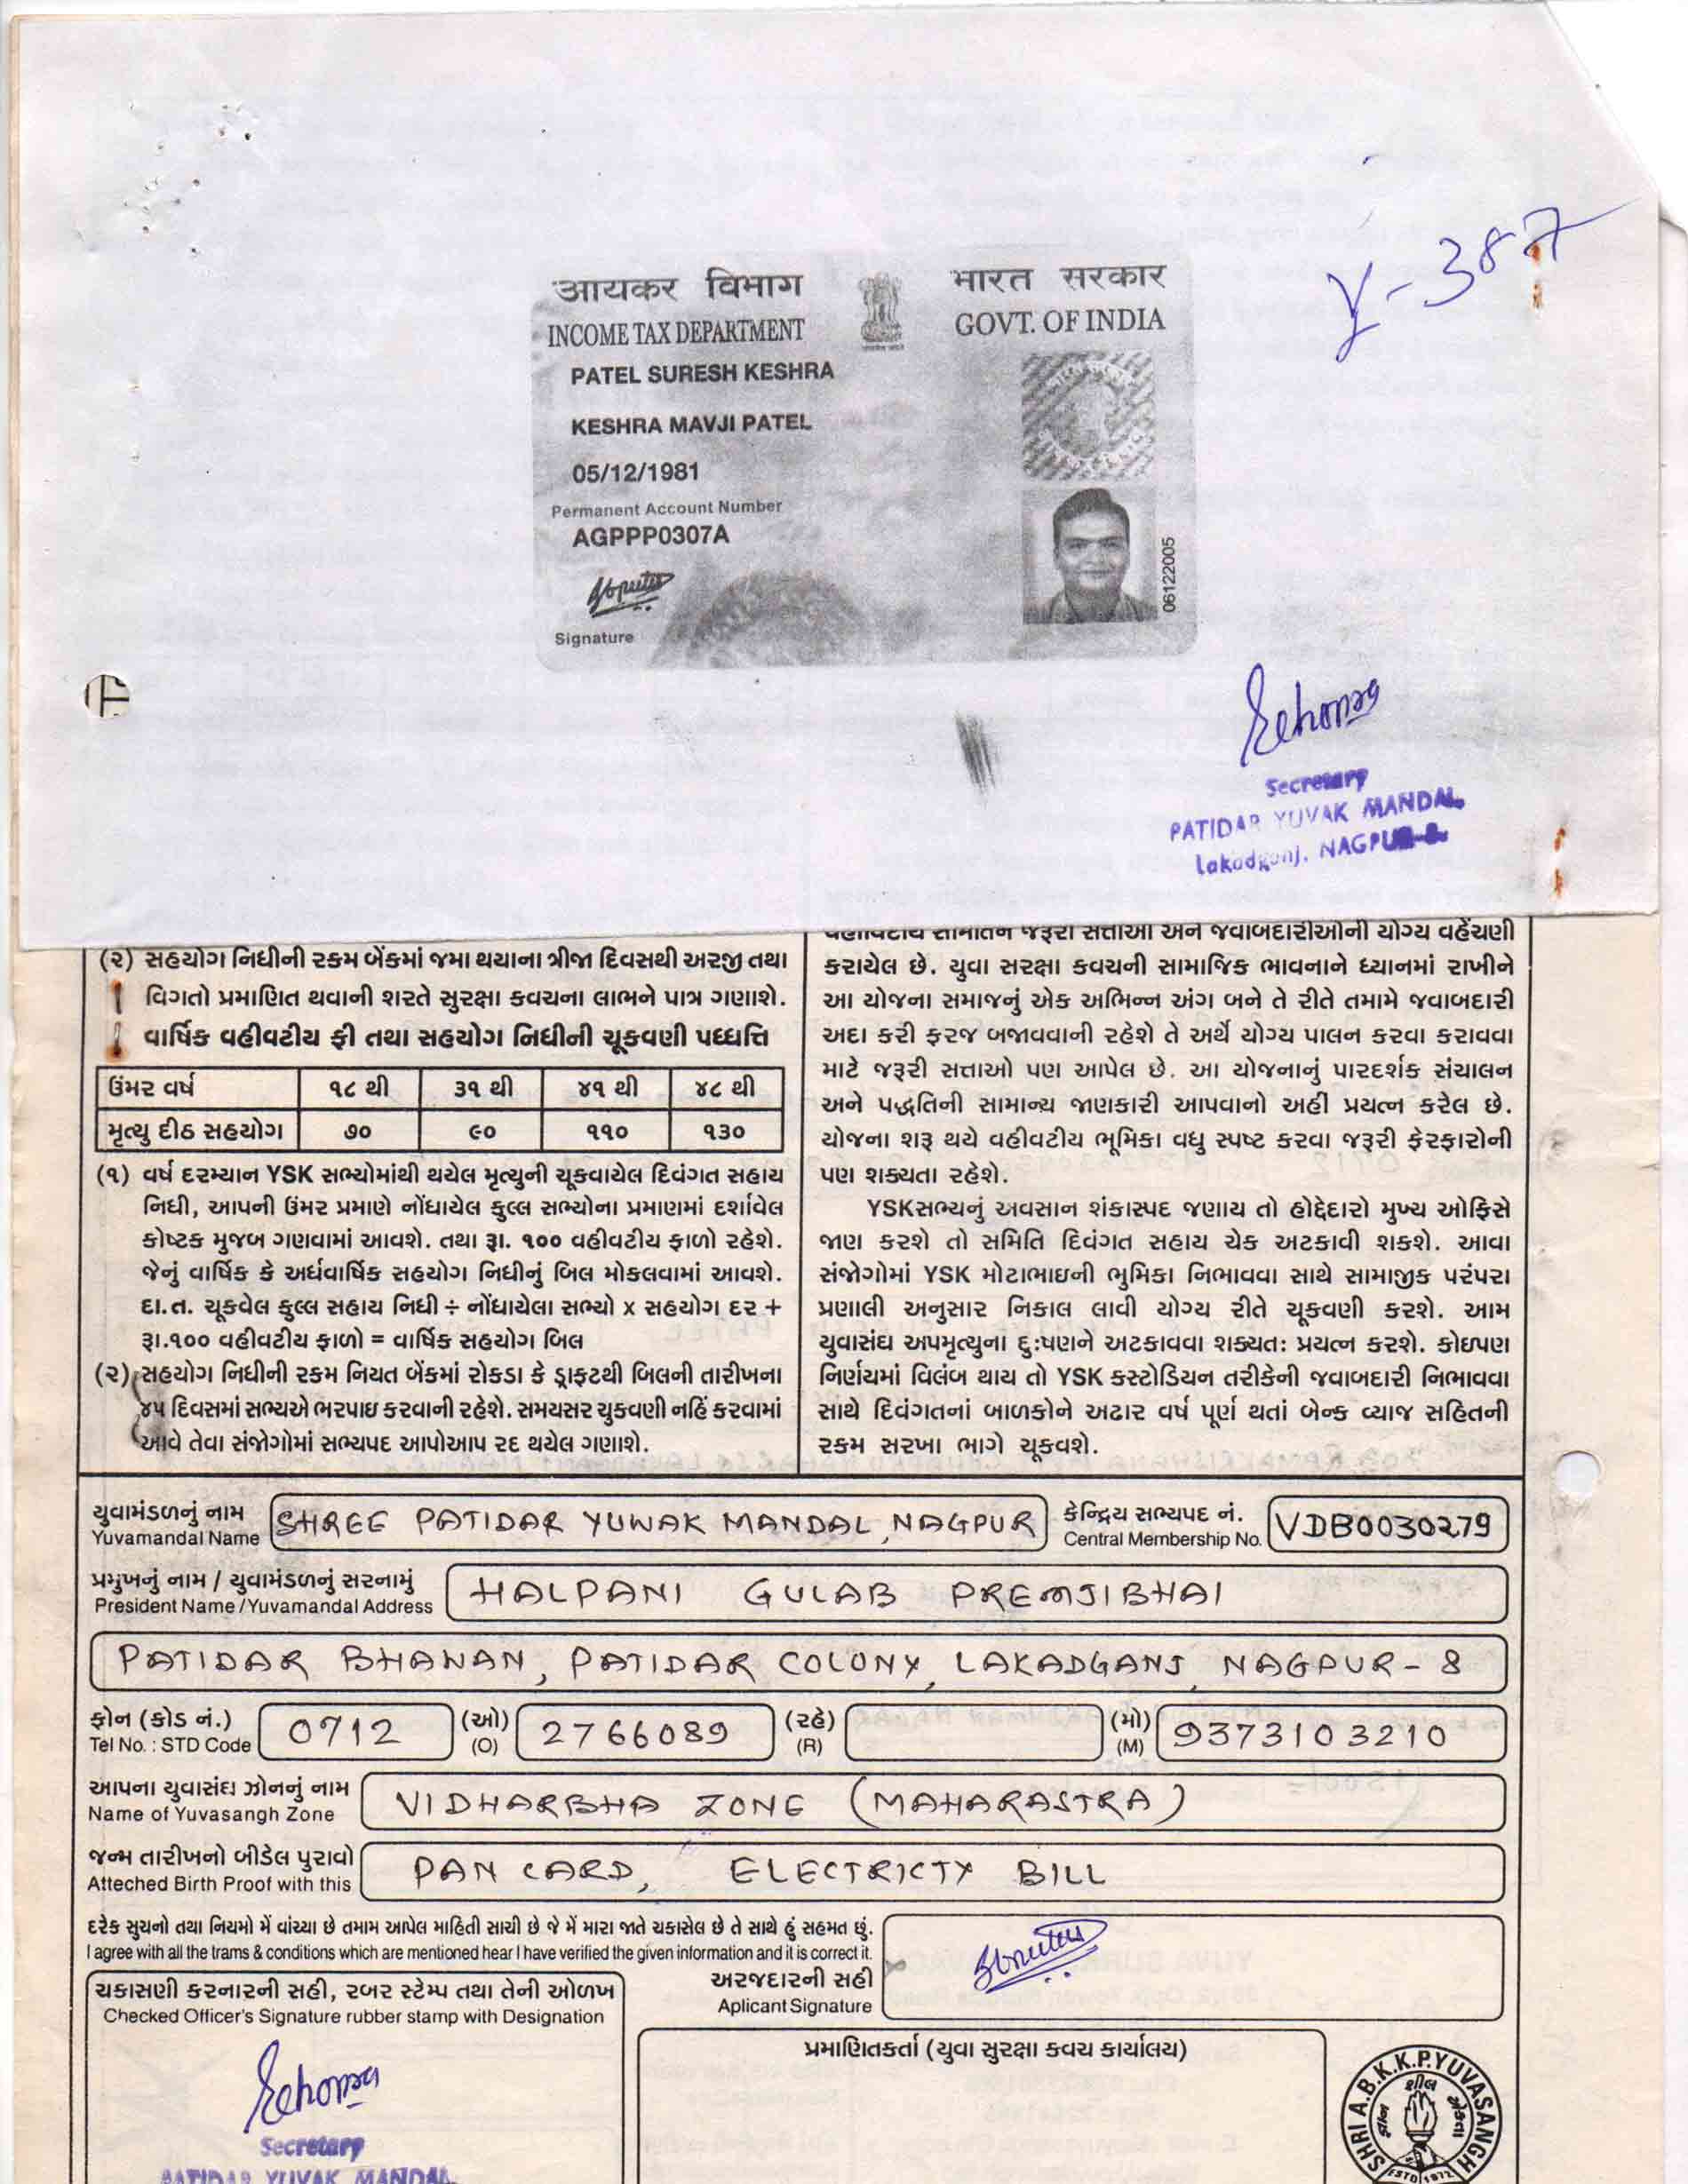 Y-387
आयकर विभाग
INCOME TAX DEPARTMENT
भारत सरकार
GOVT. OF INDIA
PATEL SURESH KESHRA
KESHRA MAVJI PATEL
05/12/1981
Permanent Account Number
AGPPP0307A
Signature
06122005
Secretary
PATIDAR YUVAK MANDAL
Lakadganj, NAGPUR-8.
(૨) સહયોગ નિધીની રકમ બેંકમાં જમા થયાના ત્રીજા દિવસથી અરજી તથા
વિગતો પ્રમાણિત થવાની શરતે સુરક્ષા કવચના લાભને પાત્ર ગણાશે.
વાર્ષિક વહીવટીય ફી તથા સહયોગ નિધીની ચૂકવણી પધ્ધત્તિ
ઉંમર વર્ષ ૧૮ થી ૩૧ થી ૪૧ થી ૪૮ થી
મૃત્યુ દીઠ સહયોગ ૭૦ ૯૦ ૧૧૦ ૧૩૦
(૧) વર્ષ દરમ્યાન YSK સભ્યોમાંથી થયેલ મૃત્યુની ચૂકવાયેલ દિવંગત સહાય
નિધી, આપની ઉંમર પ્રમાણે નોંધાયેલ કુલ્લ સભ્યોના પ્રમાણમાં દર્શાવેલ
કોષ્ટક મુજબ ગણવામાં આવશે. તથા રૂા. ૧૦૦ વહીવટીય ફાળો રહેશે.
જેનું વાર્ષિક કે અર્ધવાર્ષિક સહયોગ નિધીનું બિલ મોકલવામાં આવશે.
દા.ત. ચૂકવેલ કુલ્લ સહાય નિધી ÷ નોંધાયેલા સભ્યો x સહયોગ દર +
રૂા.૧૦૦ વહીવટીય ફાળો = વાર્ષિક સહયોગ બિલ
(૨) સહયોગ નિધીની રકમ નિયત બેંકમાં રોકડા કે ડ્રાફ્ટથી બિલની તારીખના
૪૫ દિવસમાં સભ્યએ ભરપાઇ કરવાની રહેશે. સમયસર ચુકવણી નહિં કરવામાં
આવે તેવા સંજોગોમાં સભ્યપદ આપોઆપ રદ થયેલ ગણાશે.
વહીવટીય સમિતિને જરૂરી સત્તાઓ અને જવાબદારીઓની યોગ્ય વહેંચણી
કરાયેલ છે. યુવા સરક્ષા કવચની સામાજિક ભાવનાને ધ્યાનમાં રાખીને
આ યોજના સમાજનું એક અભિન્ન અંગ બને તે રીતે તમામે જવાબદારી
અદા કરી ફરજ બજાવવાની રહેશે તે અર્થે યોગ્ય પાલન કરવા કરાવવા
માટે જરૂરી સત્તાઓ પણ આપેલ છે. આ યોજનાનું પારદર્શક સંચાલન
અને પદ્ધતિની સામાન્ય જાણકારી આપવાનો અહીં પ્રયત્ન કરેલ છે.
યોજના શરૂ થયે વહીવટીય ભૂમિકા વધુ સ્પષ્ટ કરવા જરૂરી ફેરફારોની
પણ શક્યતા રહેશે.
YSKસભ્યનું અવસાન શંકાસ્પદ જણાય તો હોદ્દેદારો મુખ્ય ઓફિસે
જાણ કરશે તો સમિતિ દિવંગત સહાય ચેક અટકાવી શકશે. આવા
સંજોગોમાં YSK મોટાભાઇની ભુમિકા નિભાવવા સાથે સામાજીક પરંપરા
પ્રણાલી અનુસાર નિકાલ લાવી યોગ્ય રીતે ચૂકવણી કરશે. આમ
યુવાસંઘ અપમૃત્યુના દુઃષણને અટકાવવા શક્યતઃ પ્રયત્ન કરશે. કોઇપણ
નિર્ણયમાં વિલંબ થાય તો YSK કસ્ટોડિયન તરીકેની જવાબદારી નિભાવવા
સાથે દિવંગતનાં બાળકોને અઢાર વર્ષ પૂર્ણ થતાં બેન્ક વ્યાજ સહિતની
રકમ સરખા ભાગે ચૂકવશે.
યુવામંડળનું નામ SHREE PATIDAR YUWAK MANDAL, NAGPUR કેન્દ્રિય સભ્યપદ નં. VDB0030279
Yuvamandal Name Central Membership No.
પ્રમુખનું નામ / યુવામંડળનું સરનામું HALPANI GULAB PREMJIBHAI
President Name / Yuvamandal Address
PATIDAR BHAWAN, PATIDAR COLONY, LAKADGANJ, NAGPUR - 8
ફોન (કોડ નં.) 0712 (ઓ) 2766089 (રહે) (મો) 9373103210
Tel No. : STD Code (O) (R) (M)
આપના યુવાસંઘ ઝોનનું નામ VIDHARBHA ZONE (MAHARASTRA)
Name of Yuvasangh Zone
જન્મ તારીખનો બીડેલ પુરાવો PAN CARD, ELECTRICTY BILL
Atteched Birth Proof with this
દરેક સુચનો તથા નિયમો મેં વાંચ્યા છે તમામ આપેલ માહિતી સાચી છે જે મેં મારા જાતે ચકાસેલ છે તે સાથે હું સહમત છું.
I agree with all the trams & conditions which are mentioned hear I have verified the given information and it is correct it.
અરજદારની સહી
Aplicant Signature
ચકાસણી કરનારની સહી, રબર સ્ટેમ્પ તથા તેની ઓળખ
Checked Officer's Signature rubber stamp with Designation
પ્રમાણિતકર્તા (યુવા સુરક્ષા કવચ કાર્યાલય)
Secretary
PATIDAR YUVAK MANDAL
SHRI A.B.K.K.P. YUVASANGH
ESTD 1972